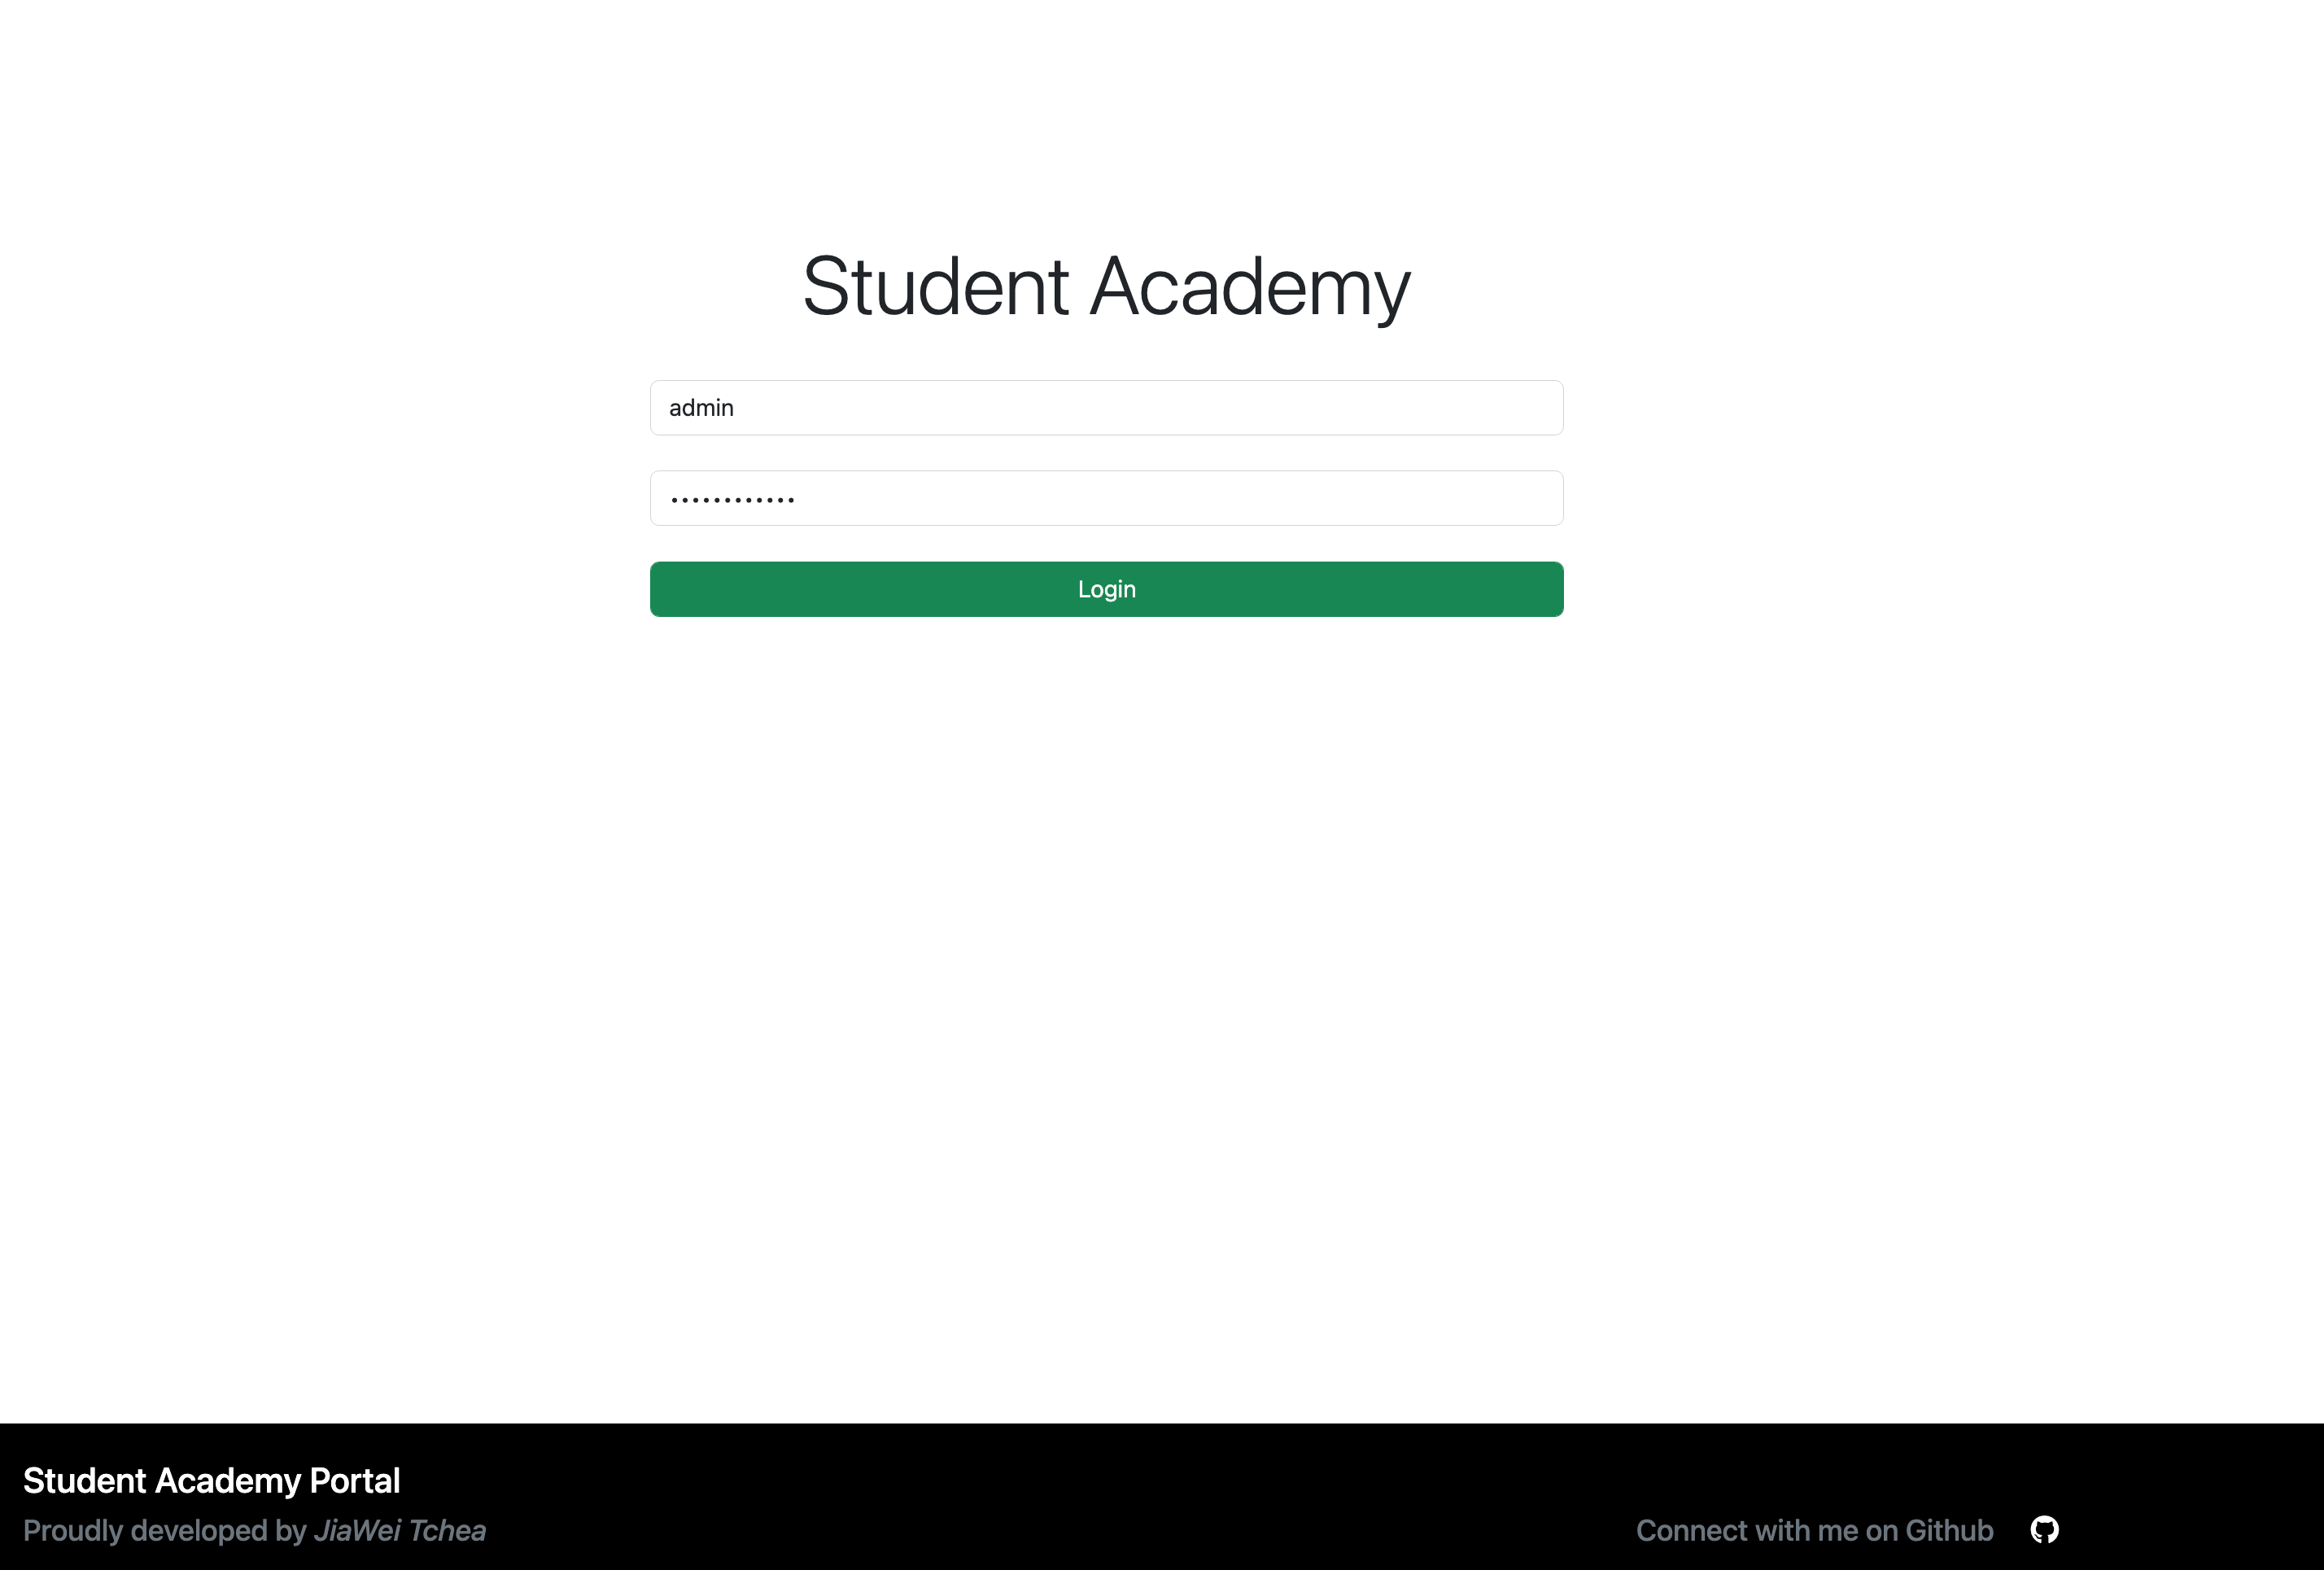 Student Academy
admin
••••••••••••
Login
Student Academy Portal
Proudly developed by JiaWei Tchea
Connect with me on Github